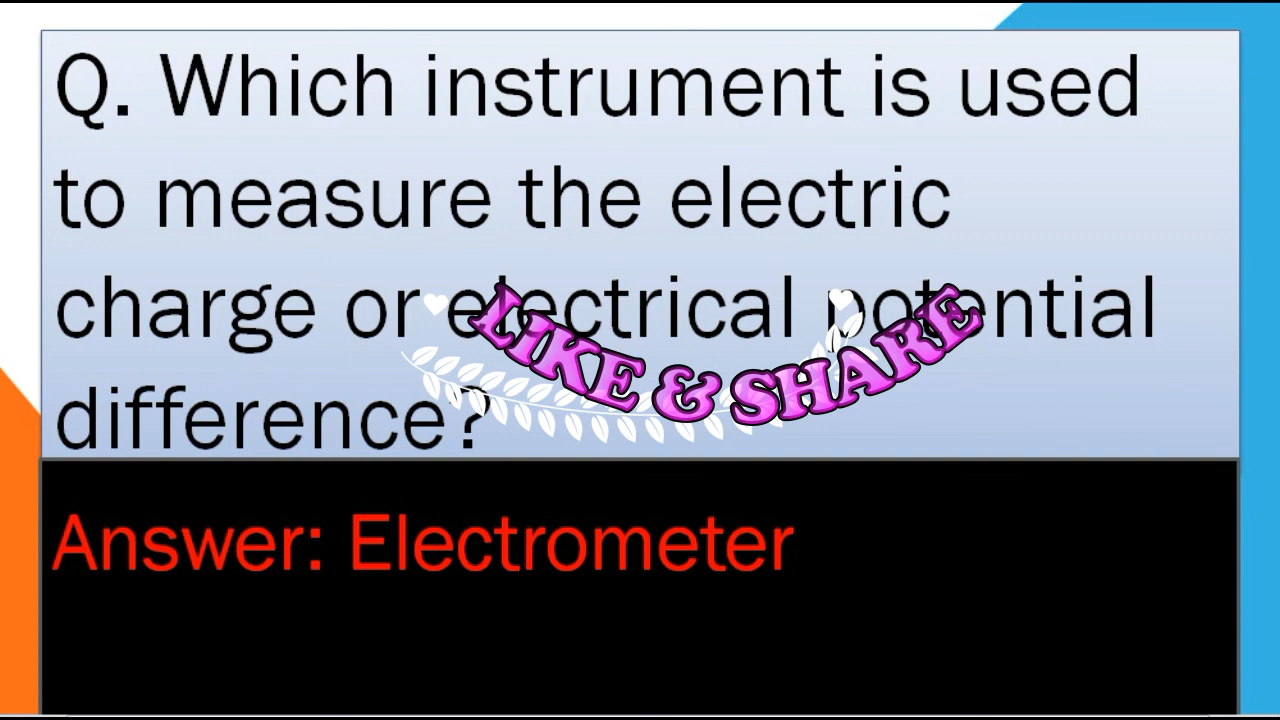 Q. Which instrument is used
to measure the electric
charge or electrical potential
difference?
LIKE & SHARE
Answer: Electrometer